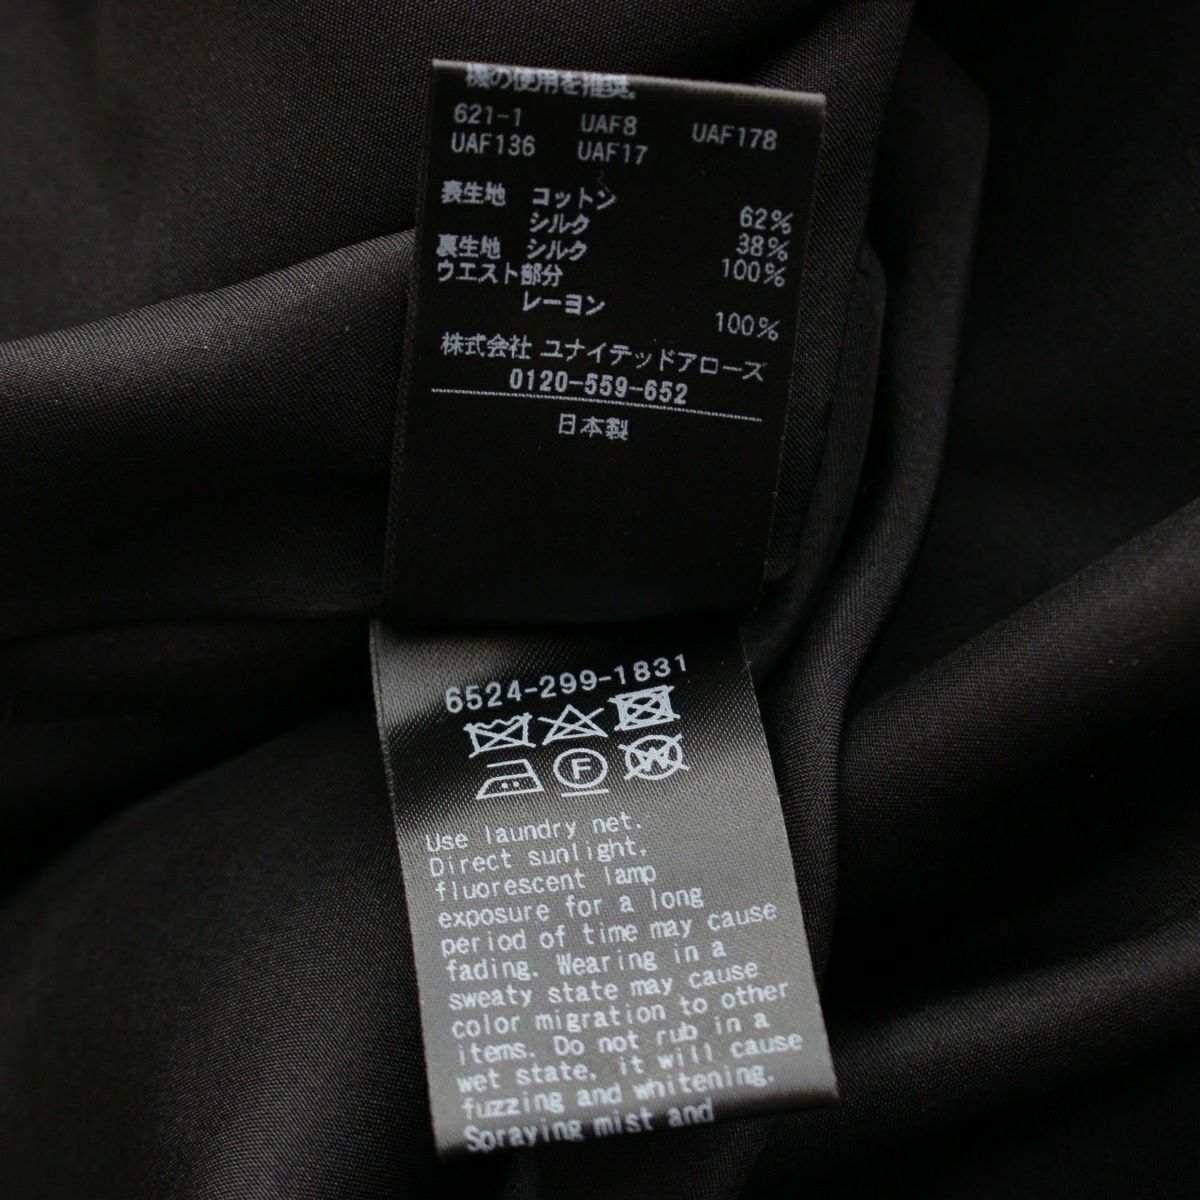 機の使用を推奨。
621-1 UAF8 UAF178
UAF136 UAF17
表生地 コットン 62%
シルク 38%
裏生地 シルク 100%
ウエスト部分
レーヨン 100%
株式会社 ユナイテッドアローズ
0120-559-652
日本製
6524-299-1831
F W
Use laundry net.
Direct sunlight,
fluorescent lamp
exposure for a long
period of time may cause
fading. Wearing in a
sweaty state may cause
color migration to other
items. Do not rub in a
wet state, it will cause
fuzzing and whitening.
Spraying mist and